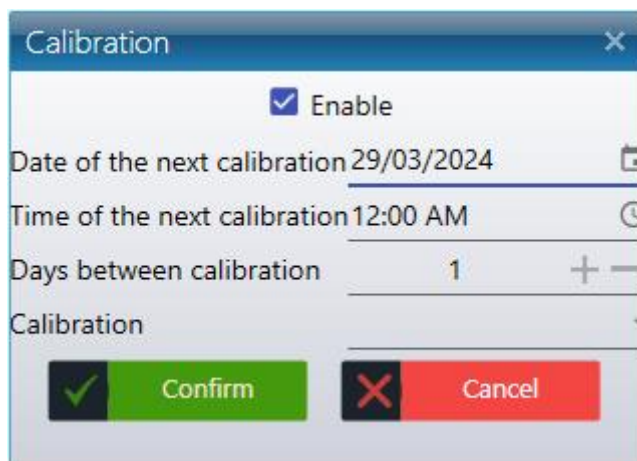 Calibration
Enable
Date of the next calibration 29/03/2024
Time of the next calibration 12:00 AM
Days between calibration 1
Calibration
Confirm Cancel